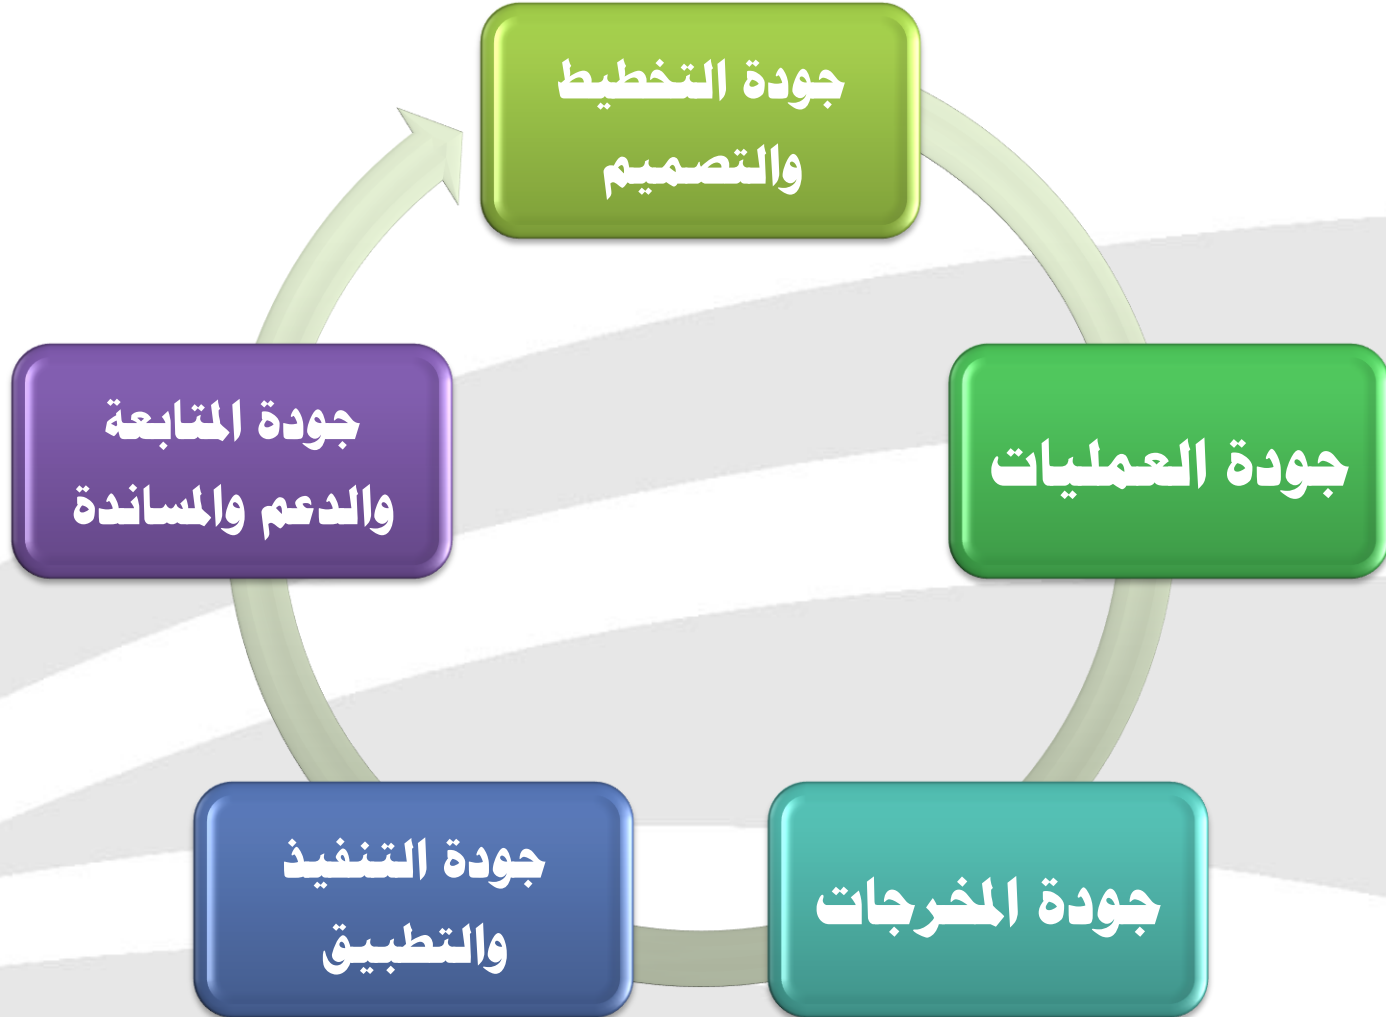 جودة التخطيط
والتصميم
جودة العمليات
جودة المخرجات
جودة التنفيذ
والتطبيق
جودة المتابعة
والدعم والمساندة